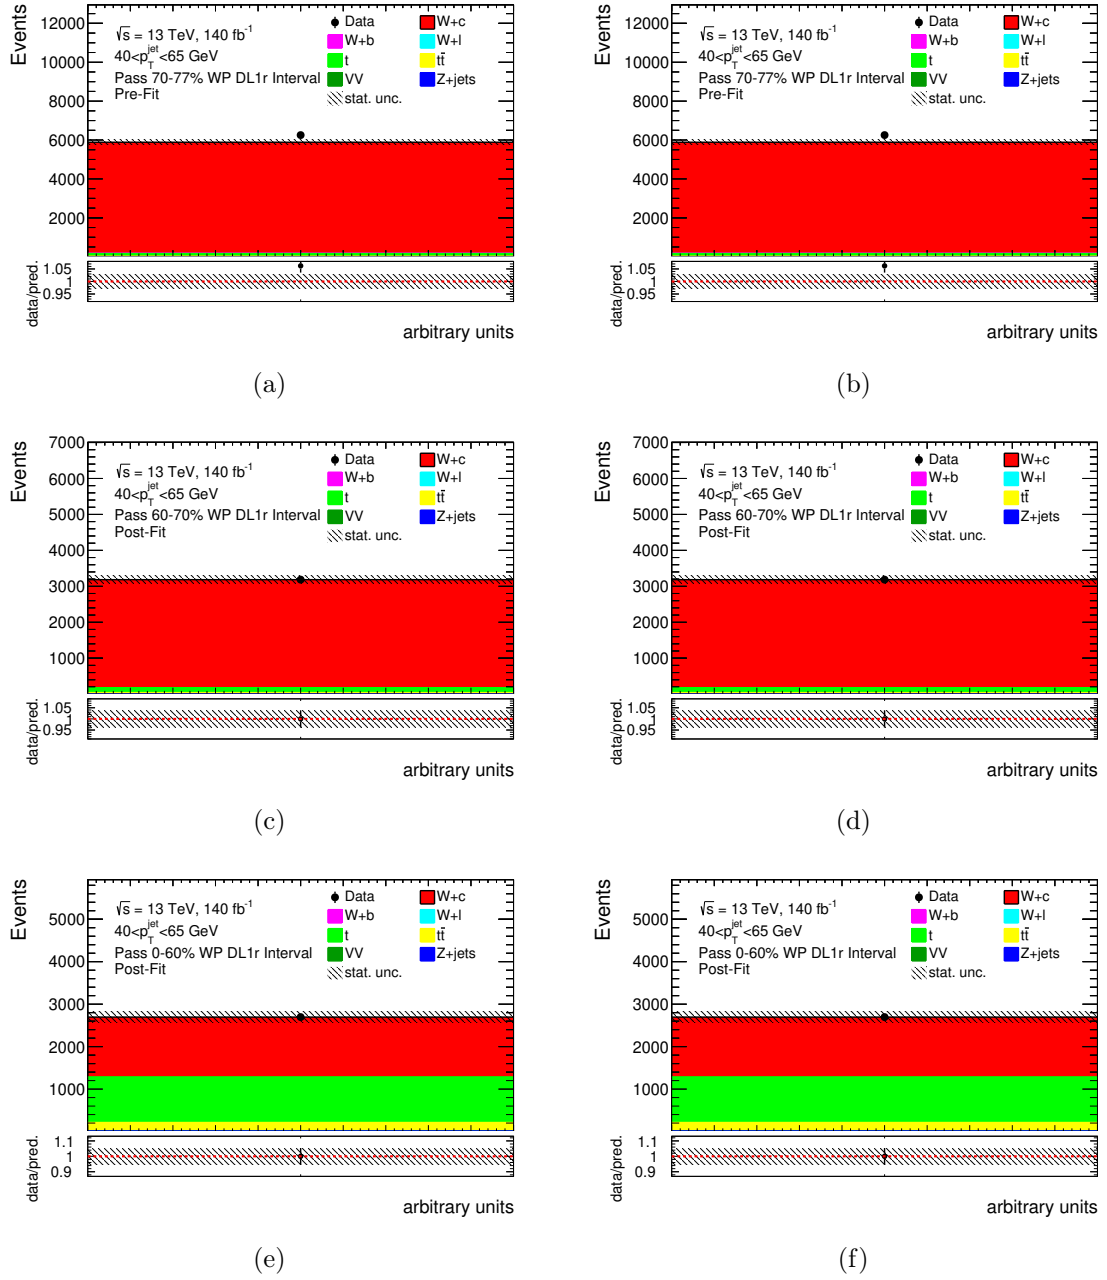 Events
12000
10000
8000
6000
4000
2000
√s = 13 TeV, 140 fb⁻¹
40<p_T^jet<65 GeV
Pass 70-77% WP DL1r Interval
Pre-Fit
Data
W+b
t
VV
stat. unc.
W+c
W+l
tt̄
Z+jets
data/pred.
1.05
1
0.95
arbitrary units
(a)
Events
12000
10000
8000
6000
4000
2000
√s = 13 TeV, 140 fb⁻¹
40<p_T^jet<65 GeV
Pass 70-77% WP DL1r Interval
Pre-Fit
Data
W+b
t
VV
stat. unc.
W+c
W+l
tt̄
Z+jets
data/pred.
1.05
1
0.95
arbitrary units
(b)
Events
7000
6000
5000
4000
3000
2000
1000
√s = 13 TeV, 140 fb⁻¹
40<p_T^jet<65 GeV
Pass 60-70% WP DL1r Interval
Post-Fit
Data
W+b
t
VV
stat. unc.
W+c
W+l
tt̄
Z+jets
data/pred.
1.05
1
0.95
arbitrary units
(c)
Events
7000
6000
5000
4000
3000
2000
1000
√s = 13 TeV, 140 fb⁻¹
40<p_T^jet<65 GeV
Pass 60-70% WP DL1r Interval
Post-Fit
Data
W+b
t
VV
stat. unc.
W+c
W+l
tt̄
Z+jets
data/pred.
1.05
1
0.95
arbitrary units
(d)
Events
5000
4000
3000
2000
1000
√s = 13 TeV, 140 fb⁻¹
40<p_T^jet<65 GeV
Pass 0-60% WP DL1r Interval
Post-Fit
Data
W+b
t
VV
stat. unc.
W+c
W+l
tt̄
Z+jets
data/pred.
1.1
1
0.9
arbitrary units
(e)
Events
5000
4000
3000
2000
1000
√s = 13 TeV, 140 fb⁻¹
40<p_T^jet<65 GeV
Pass 0-60% WP DL1r Interval
Post-Fit
Data
W+b
t
VV
stat. unc.
W+c
W+l
tt̄
Z+jets
data/pred.
1.1
1
0.9
arbitrary units
(f)